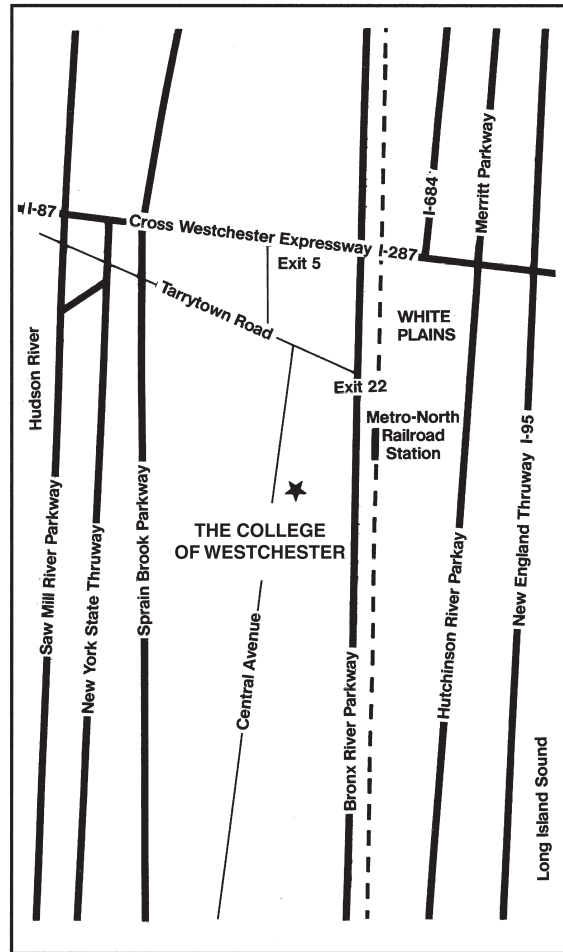 I-87
Cross Westchester Expressway I-287
I-684
Merritt Parkway
Exit 5
Tarrytown Road
WHITE
PLAINS
Hudson River
Exit 22
Metro-North
Railroad
Station
THE COLLEGE
OF WESTCHESTER
Saw Mill River Parkway
New York State Thruway
Sprain Brook Parkway
Central Avenue
Bronx River Parkway
Hutchinson River Parkay
New England Thruway I-95
Long Island Sound